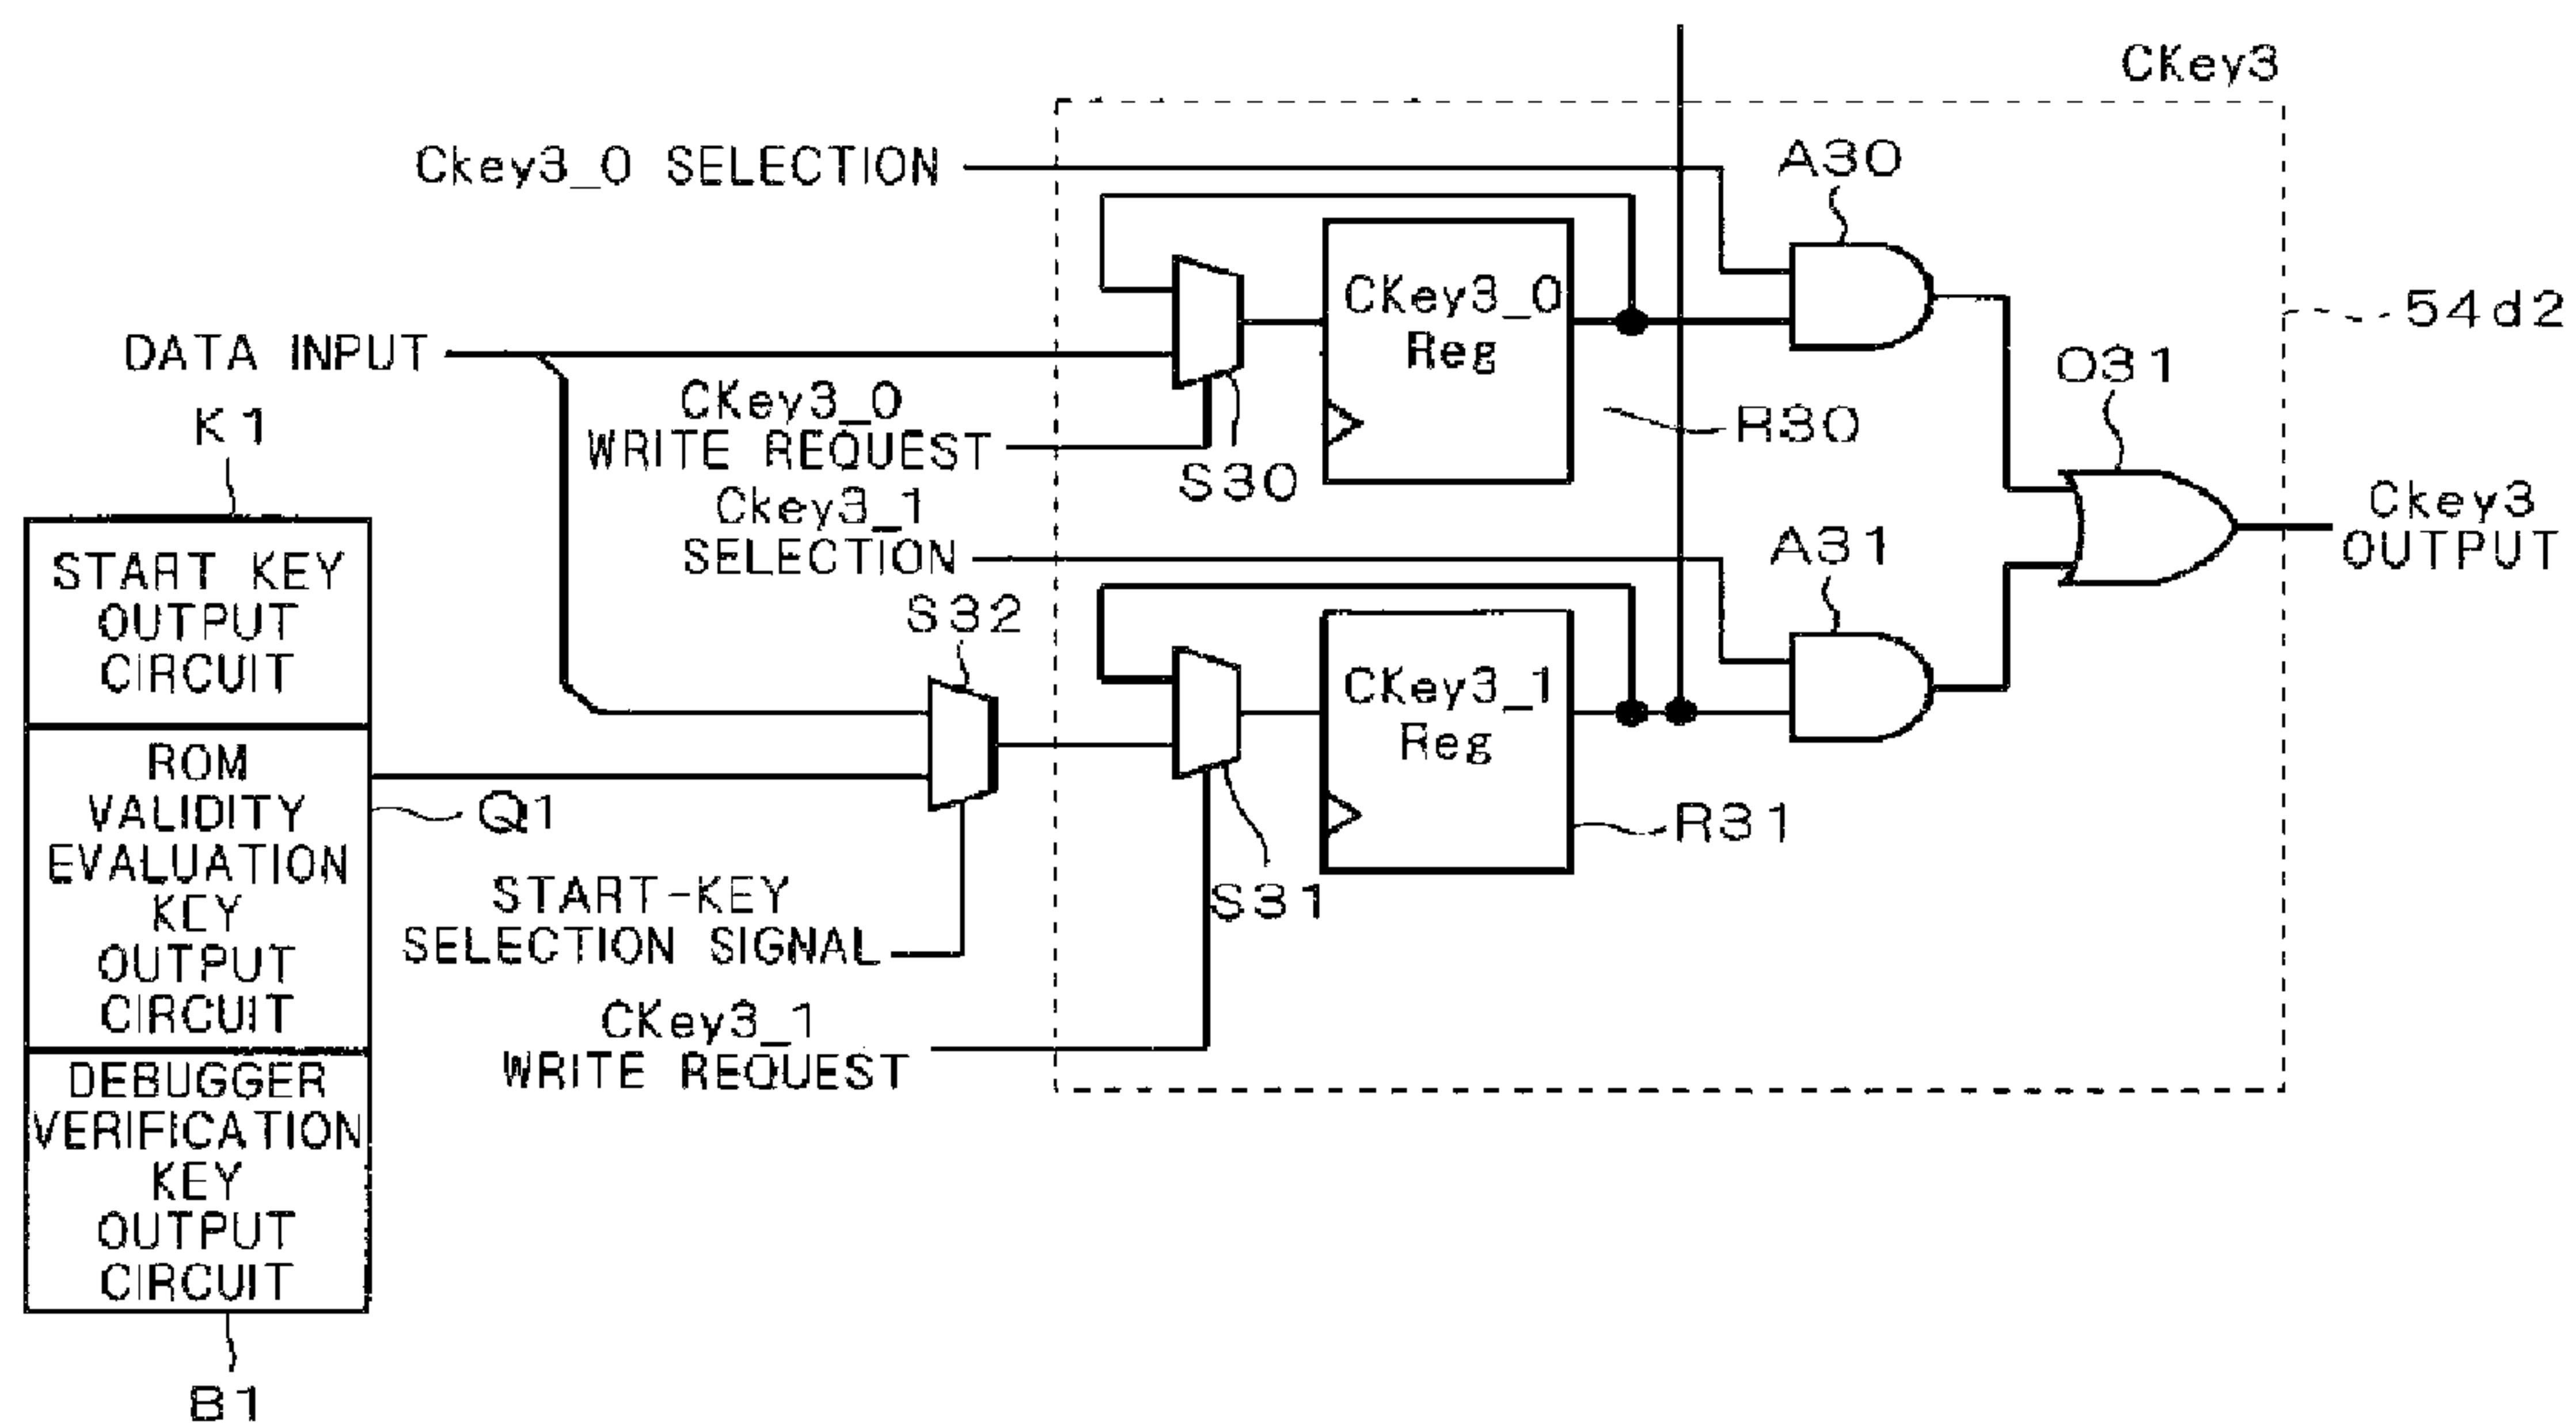 CKey3
Ckey3_0 SELECTION
A30
CKey3_0
Reg
54d2
DATA INPUT
O31
K1
CKey3_0
WRITE REQUEST
S30
R30
Ckey3_1
SELECTION
Ckey3
OUTPUT
A31
START KEY
OUTPUT
CIRCUIT
S32
CKey3_1
Reg
ROM
VALIDITY
EVALUATION
KEY
OUTPUT
CIRCUIT
Q1
R31
START-KEY
SELECTION SIGNAL
S31
CKey3_1
WRITE REQUEST
DEBUGGER
VERIFICATION
KEY
OUTPUT
CIRCUIT
B1